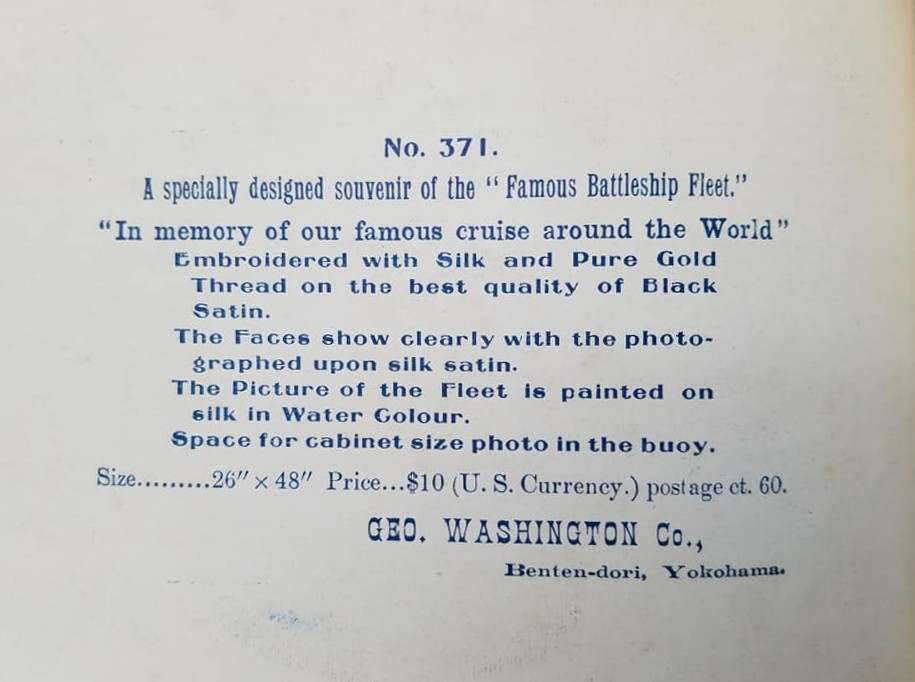 No. 371.
A specially designed souvenir of the "Famous Battleship Fleet."
"In memory of our famous cruise around the World"
Embroidered with Silk and Pure Gold
Thread on the best quality of Black
Satin.
The Faces show clearly with the photo-
graphed upon silk satin.
The Picture of the Fleet is painted on
silk in Water Colour.
Space for cabinet size photo in the buoy.
Size.........26" × 48" Price...$10 (U. S. Currency.) postage ct. 60.
GEO. WASHINGTON Co.,
Benten-dori, Yokohama.